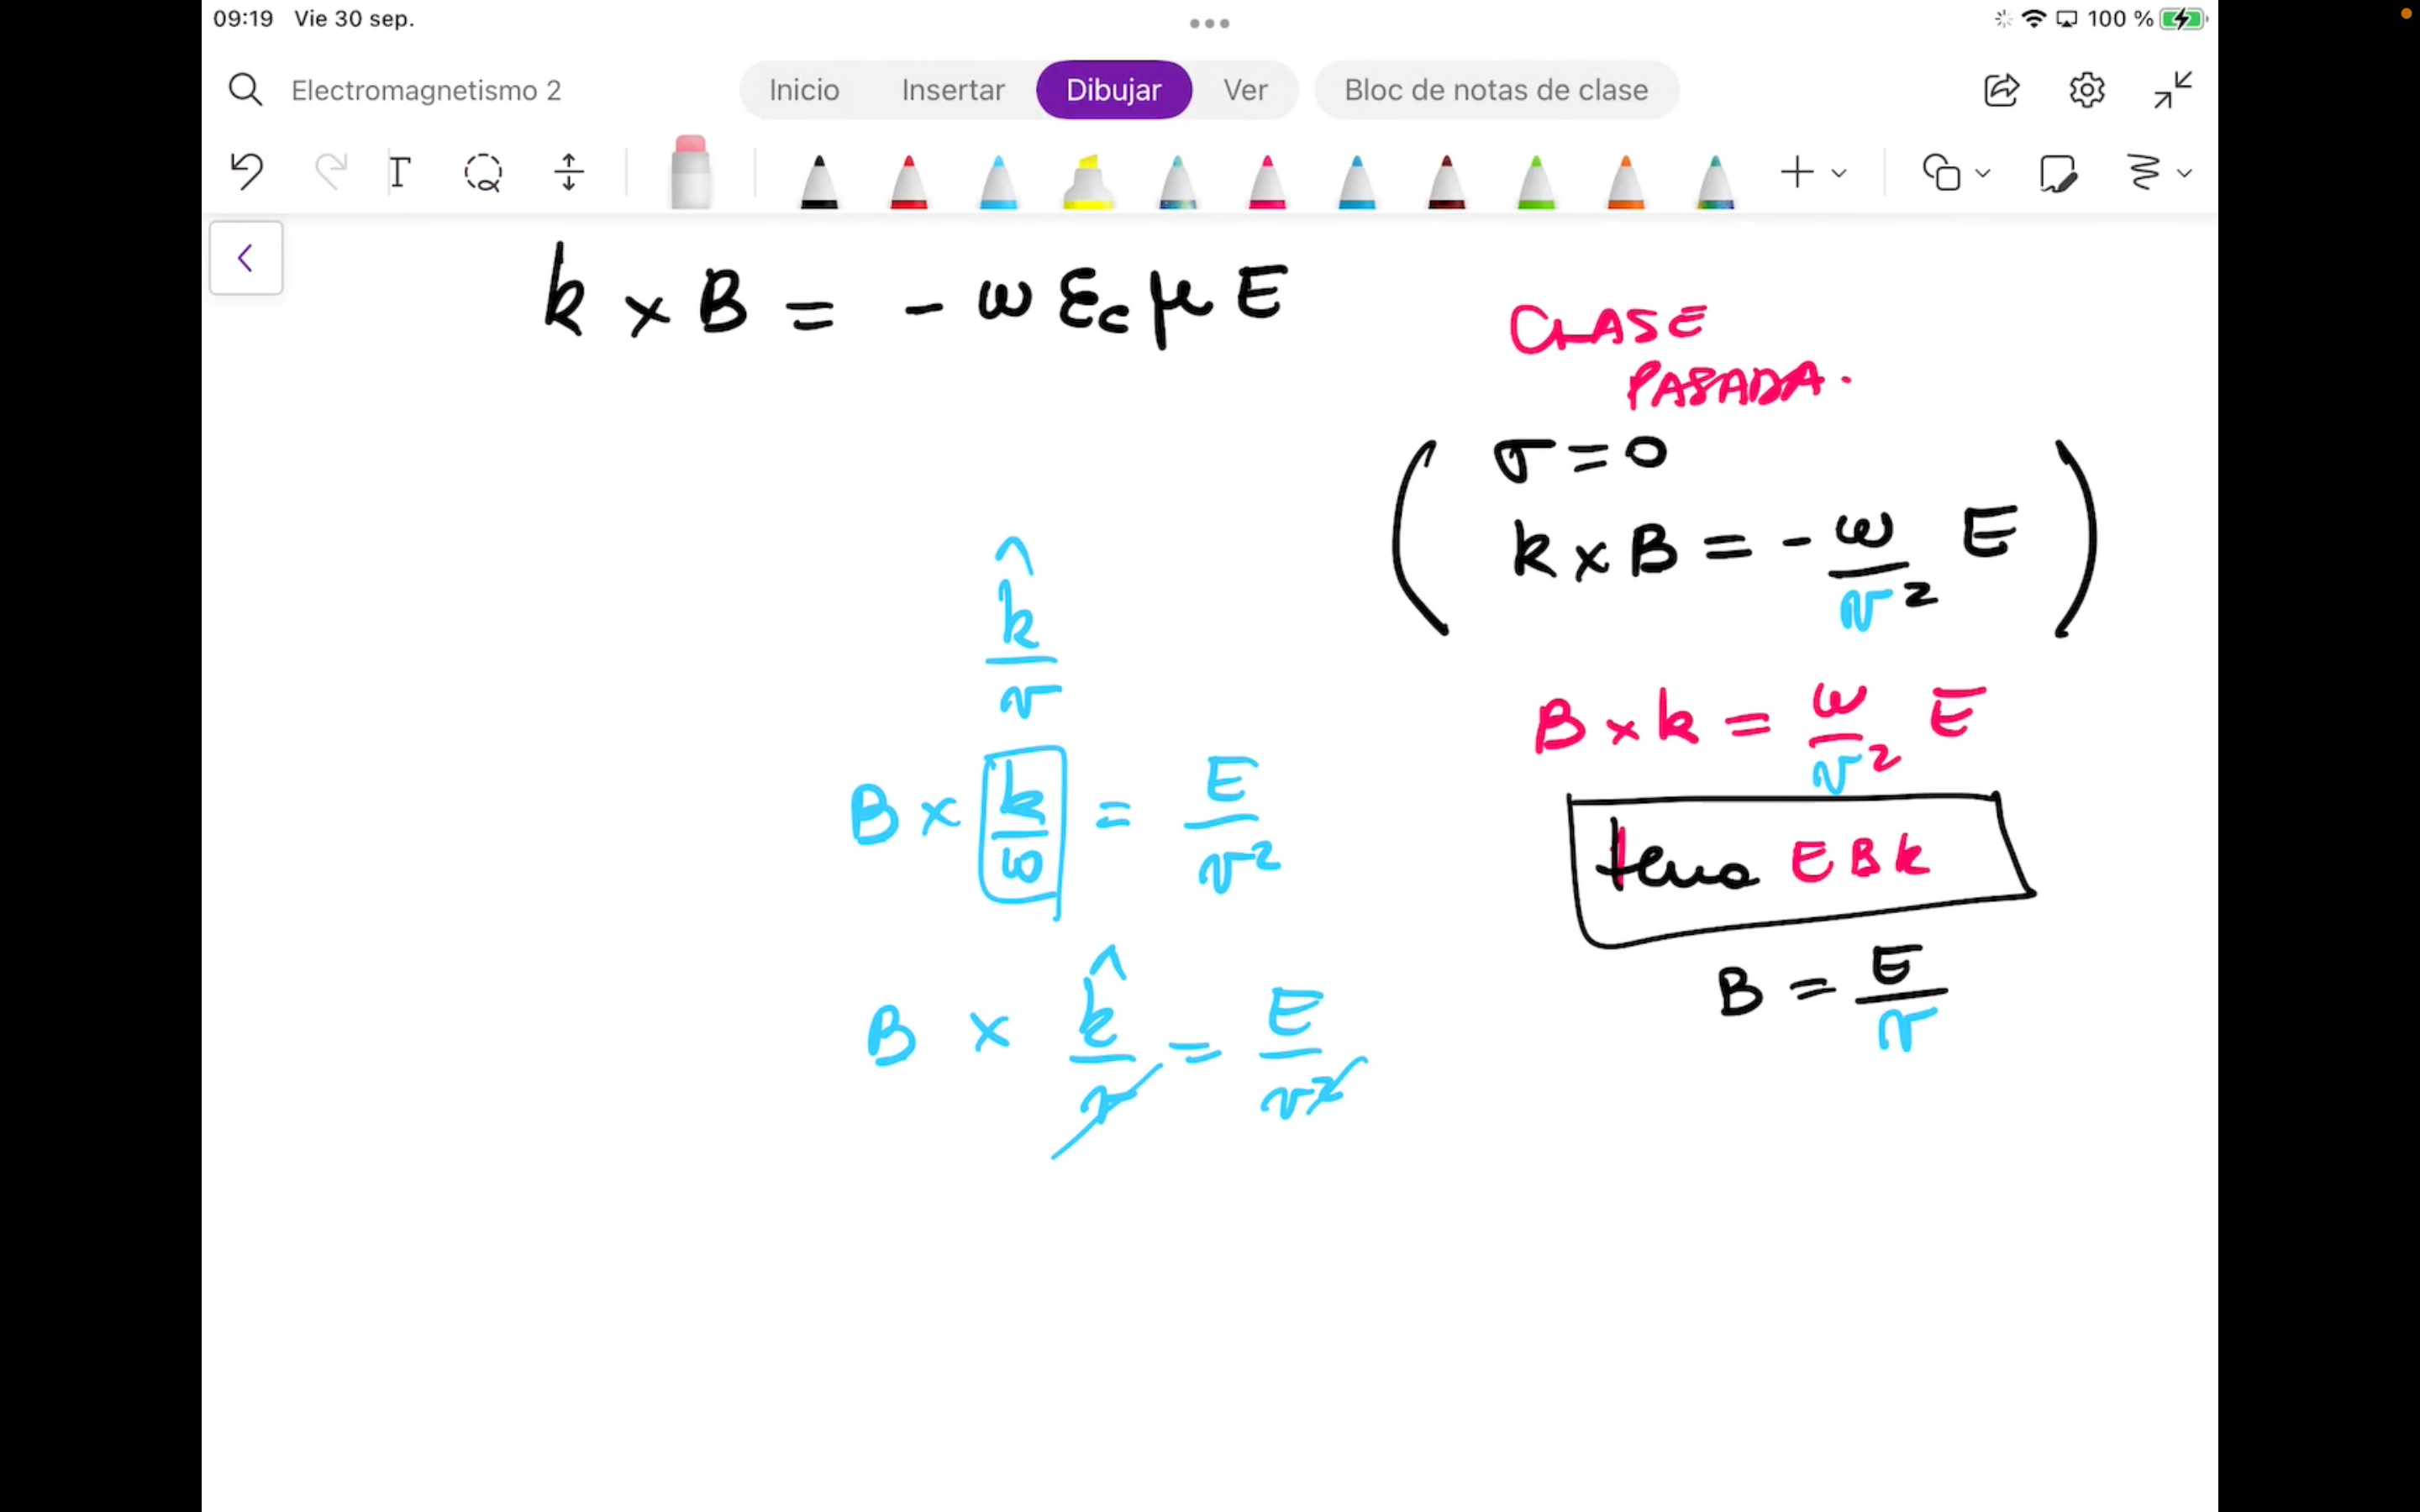 09:19 Vie 30 sep.
100 %
Electromagnetismo 2
Inicio Insertar Dibujar Ver Bloc de notas de clase
k × B = - ω ε_c μ E
CLASE
PASADA.
σ = 0
k × B = - ω/v² E
k̂/v
B × k = ω/v² E
B × k/ω = E/v²
terna E B k
B = E/v
B × k̂/v = E/v²